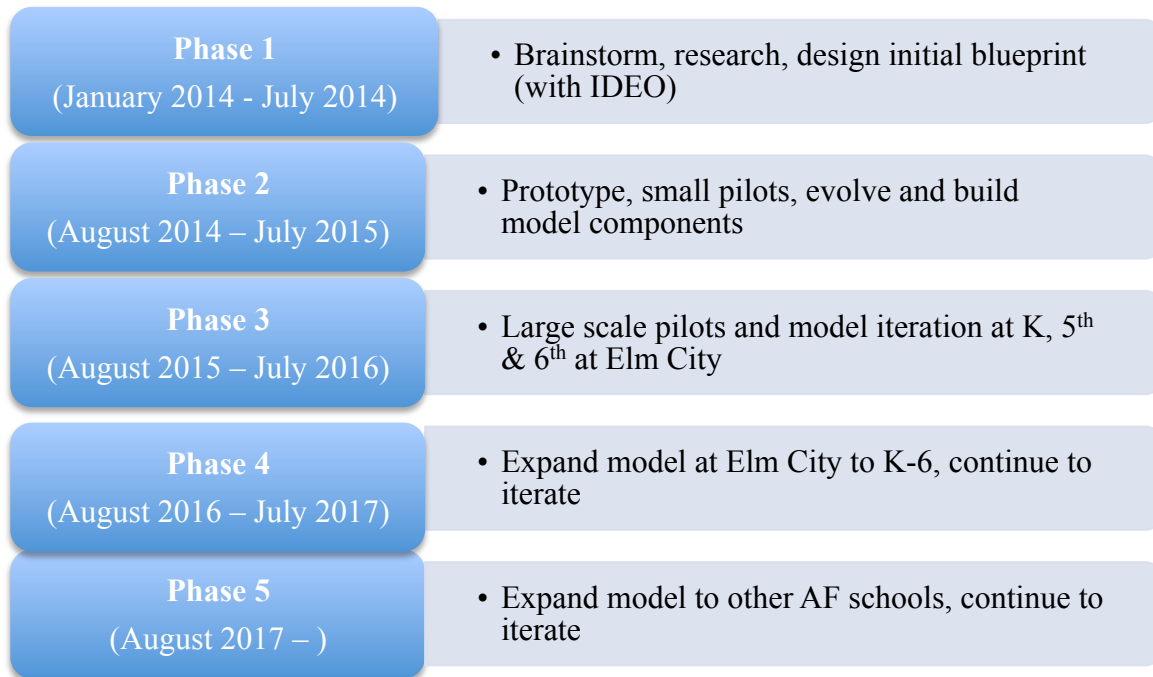 Phase 1
(January 2014 - July 2014)
• Brainstorm, research, design initial blueprint
(with IDEO)
Phase 2
(August 2014 – July 2015)
• Prototype, small pilots, evolve and build
model components
Phase 3
(August 2015 – July 2016)
• Large scale pilots and model iteration at K, 5th
& 6th at Elm City
Phase 4
(August 2016 – July 2017)
• Expand model at Elm City to K-6, continue to
iterate
Phase 5
(August 2017 – )
• Expand model to other AF schools, continue to
iterate